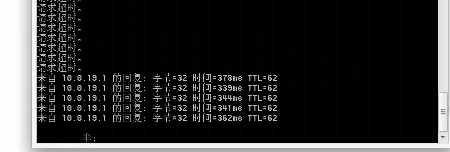 请求超时。
请求超时。
请求超时。
请求超时。
请求超时。
请求超时。
请求超时。
来自 10.0.19.1 的回复: 字节=32 时间=378ms TTL=62
来自 10.0.19.1 的回复: 字节=32 时间=339ms TTL=62
来自 10.0.19.1 的回复: 字节=32 时间=344ms TTL=62
来自 10.0.19.1 的回复: 字节=32 时间=341ms TTL=62
来自 10.0.19.1 的回复: 字节=32 时间=362ms TTL=62
半: